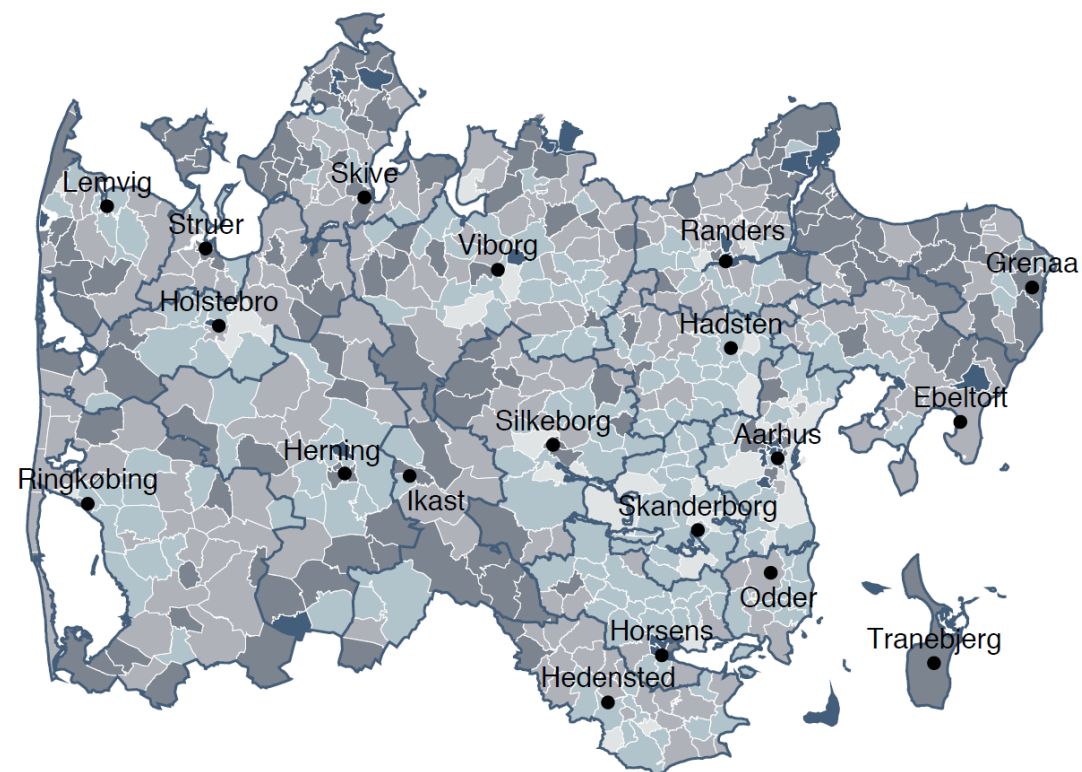 Lemvig
Skive
Struer
Viborg
Randers
Grenaa
Holstebro
Hadsten
Ebeltoft
Silkeborg
Aarhus
Herning
Ringkøbing
Ikast
Skanderborg
Odder
Horsens
Tranebjerg
Hedensted